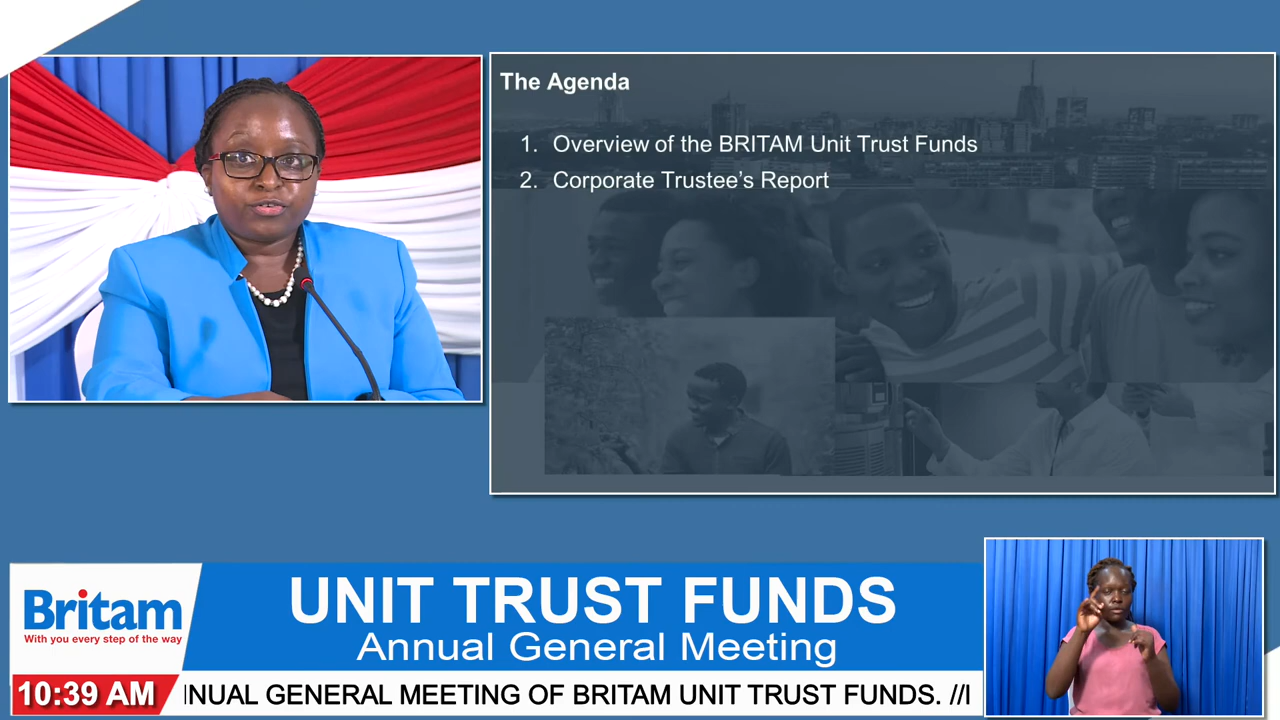 The Agenda
1. Overview of the BRITAM Unit Trust Funds
2. Corporate Trustee's Report
Britam
With you every step of the way
UNIT TRUST FUNDS
Annual General Meeting
10:39 AM
NUAL GENERAL MEETING OF BRITAM UNIT TRUST FUNDS. //I